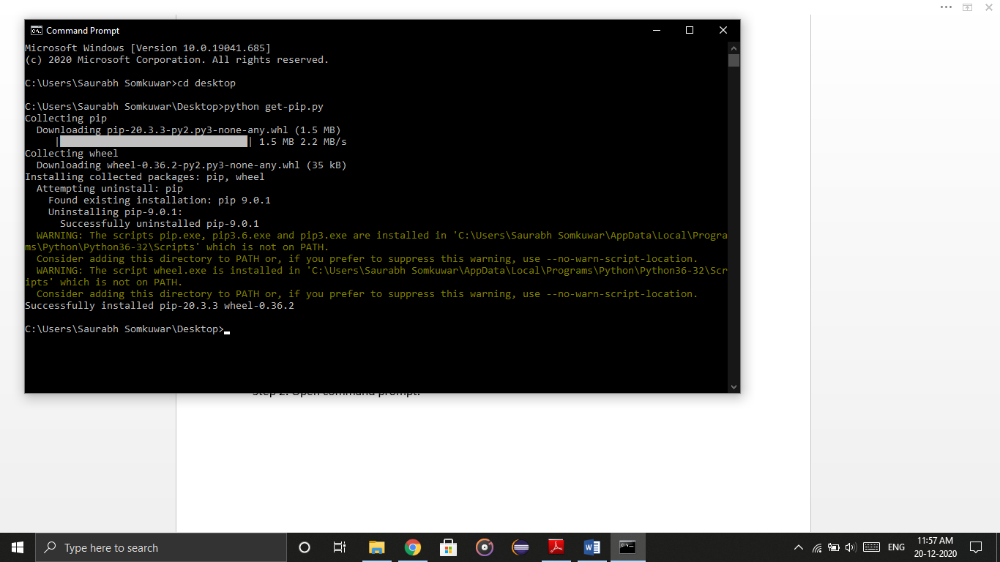 Command Prompt
Microsoft Windows [Version 10.0.19041.685]
(c) 2020 Microsoft Corporation. All rights reserved.
C:\Users\Saurabh Somkuwar>cd desktop
C:\Users\Saurabh Somkuwar\Desktop>python get-pip.py
Collecting pip
  Downloading pip-20.3.3-py2.py3-none-any.whl (1.5 MB)
     |████████████████████████████████| 1.5 MB 2.2 MB/s
Collecting wheel
  Downloading wheel-0.36.2-py2.py3-none-any.whl (35 kB)
Installing collected packages: pip, wheel
  Attempting uninstall: pip
    Found existing installation: pip 9.0.1
    Uninstalling pip-9.0.1:
      Successfully uninstalled pip-9.0.1
  WARNING: The scripts pip.exe, pip3.6.exe and pip3.exe are installed in 'C:\Users\Saurabh Somkuwar\AppData\Local\Progra
ms\Python\Python36-32\Scripts' which is not on PATH.
  Consider adding this directory to PATH or, if you prefer to suppress this warning, use --no-warn-script-location.
  WARNING: The script wheel.exe is installed in 'C:\Users\Saurabh Somkuwar\AppData\Local\Programs\Python\Python36-32\Scr
ipts' which is not on PATH.
  Consider adding this directory to PATH or, if you prefer to suppress this warning, use --no-warn-script-location.
Successfully installed pip-20.3.3 wheel-0.36.2
C:\Users\Saurabh Somkuwar\Desktop>
Step 2: Open command prompt.
Type here to search
ENG
11:57 AM
20-12-2020